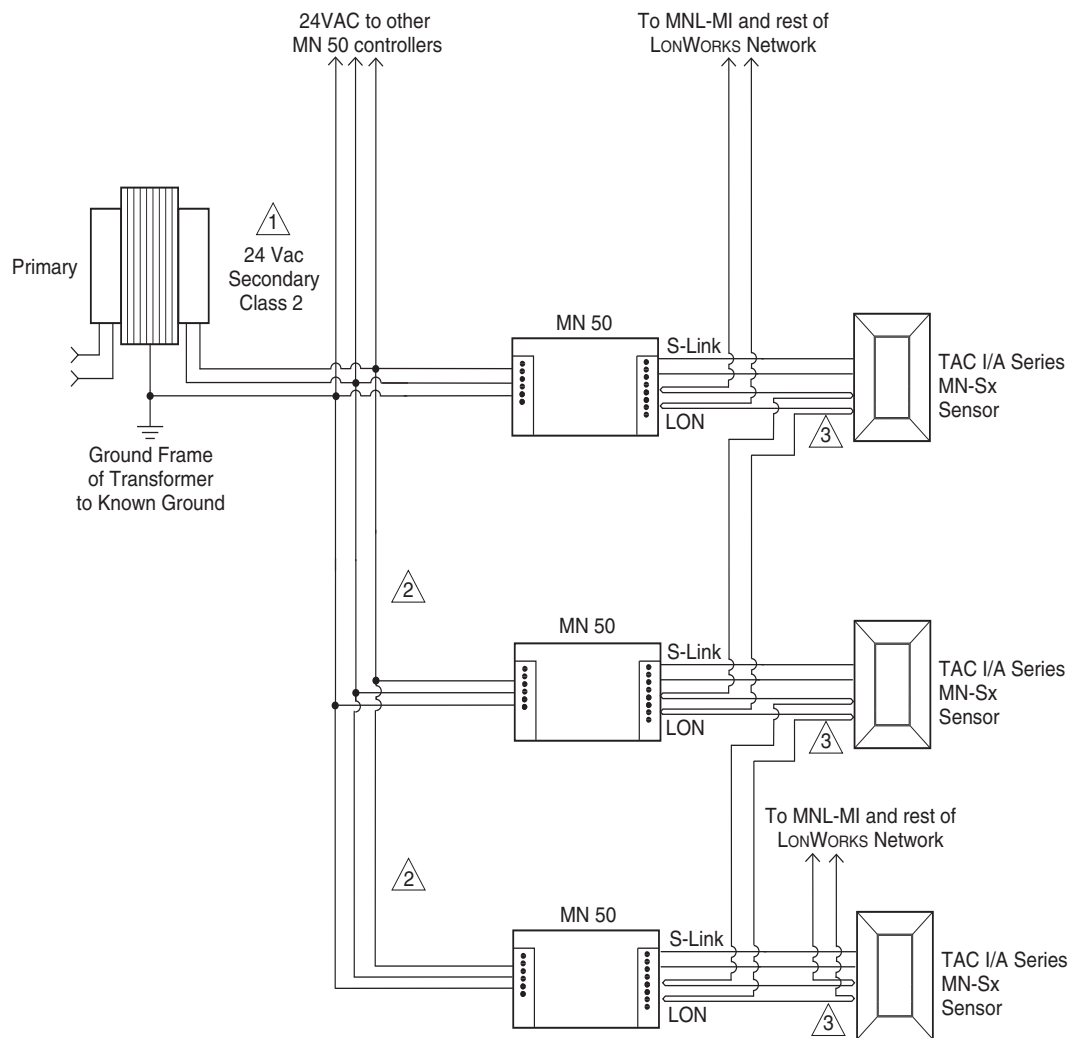 24VAC to other
MN 50 controllers
To MNL-MI and rest of
LONWORKS Network
Primary
1
24 Vac
Secondary
Class 2
Ground Frame
of Transformer
to Known Ground
MN 50
S-Link
LON
3
TAC I/A Series
MN-Sx
Sensor
2
MN 50
S-Link
LON
3
TAC I/A Series
MN-Sx
Sensor
To MNL-MI and rest of
LONWORKS Network
2
MN 50
S-Link
LON
3
TAC I/A Series
MN-Sx
Sensor